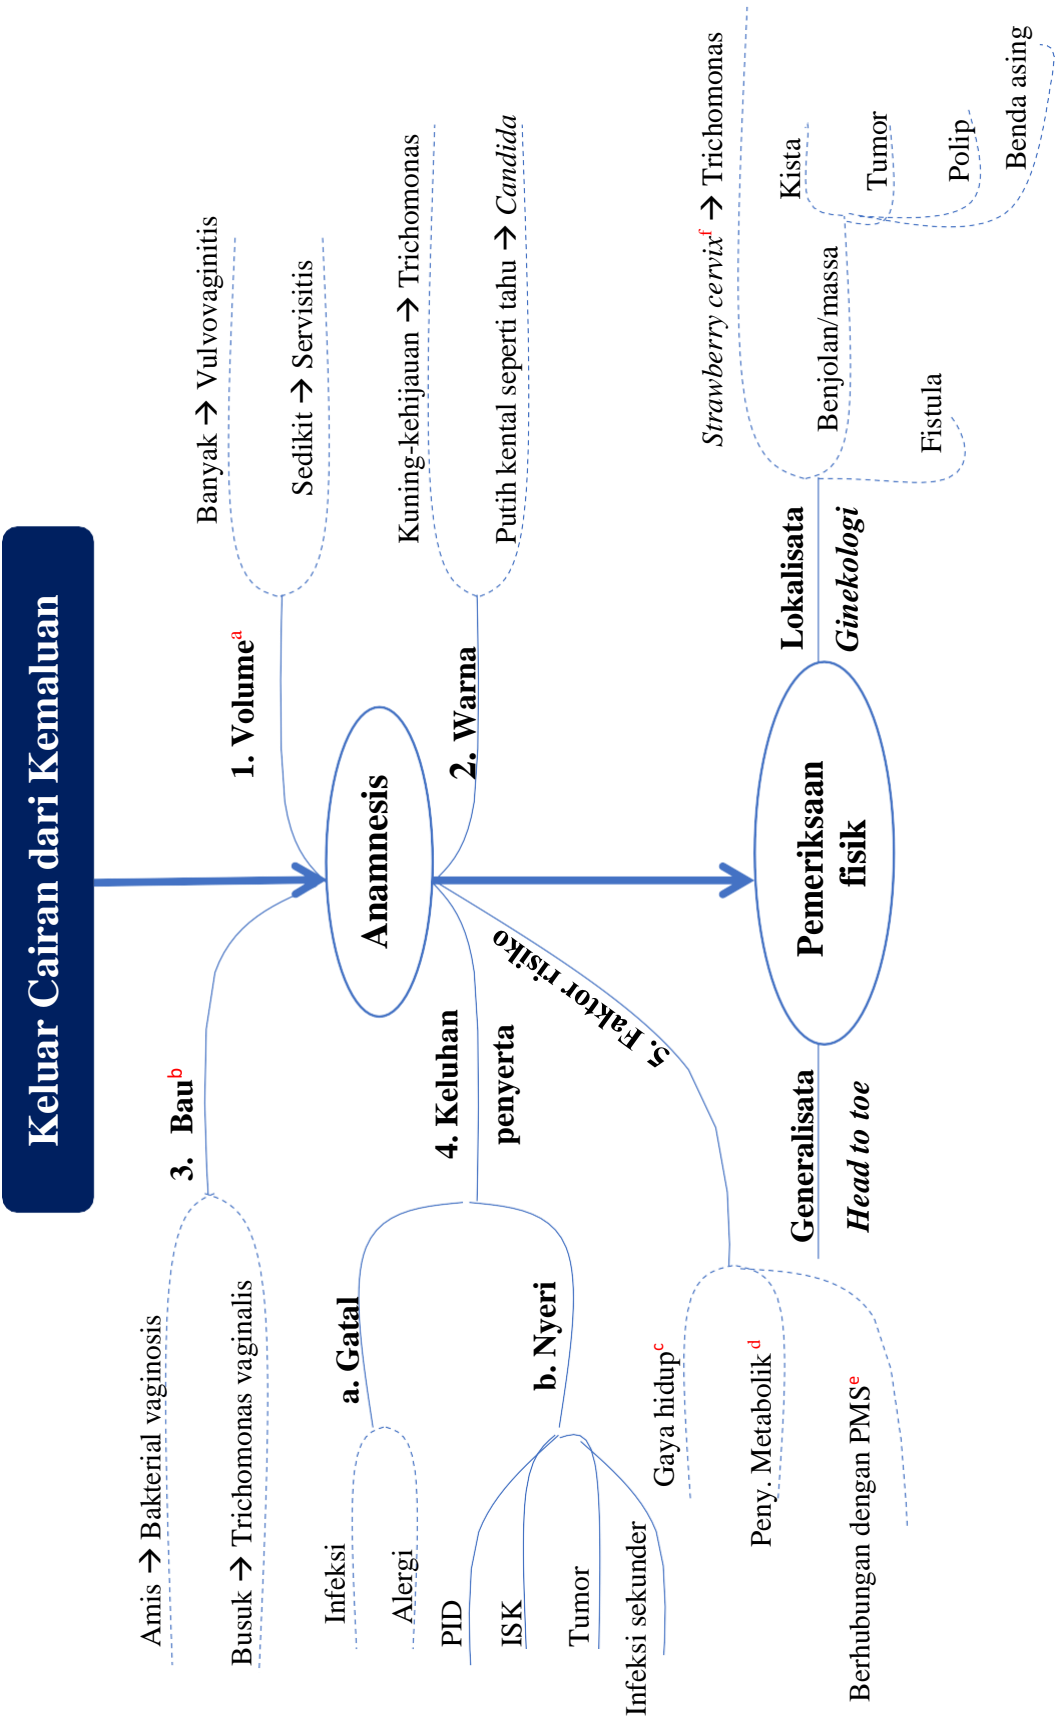 Keluar Cairan dari Kemaluan
3. Bau^b
Amis → Bakterial vaginosis
Busuk → Trichomonas vaginalis
1. Volume^a
Banyak → Vulvovaginitis
Sedikit → Servisitis
Anamnesis
2. Warna
Kuning-kehijauan → Trichomonas
Putih kental seperti tahu → Candida
4. Keluhan
penyerta
a. Gatal
Infeksi
Alergi
b. Nyeri
PID
ISK
Tumor
Infeksi sekunder
5. Faktor risiko
Gaya hidup^c
Peny. Metabolik^d
Berhubungan dengan PMS^e
Pemeriksaan
fisik
Generalisata
Head to toe
Lokalisata
Ginekologi
Strawberry cervix^f → Trichomonas
Benjolan/massa
Kista
Tumor
Polip
Benda asing
Fistula